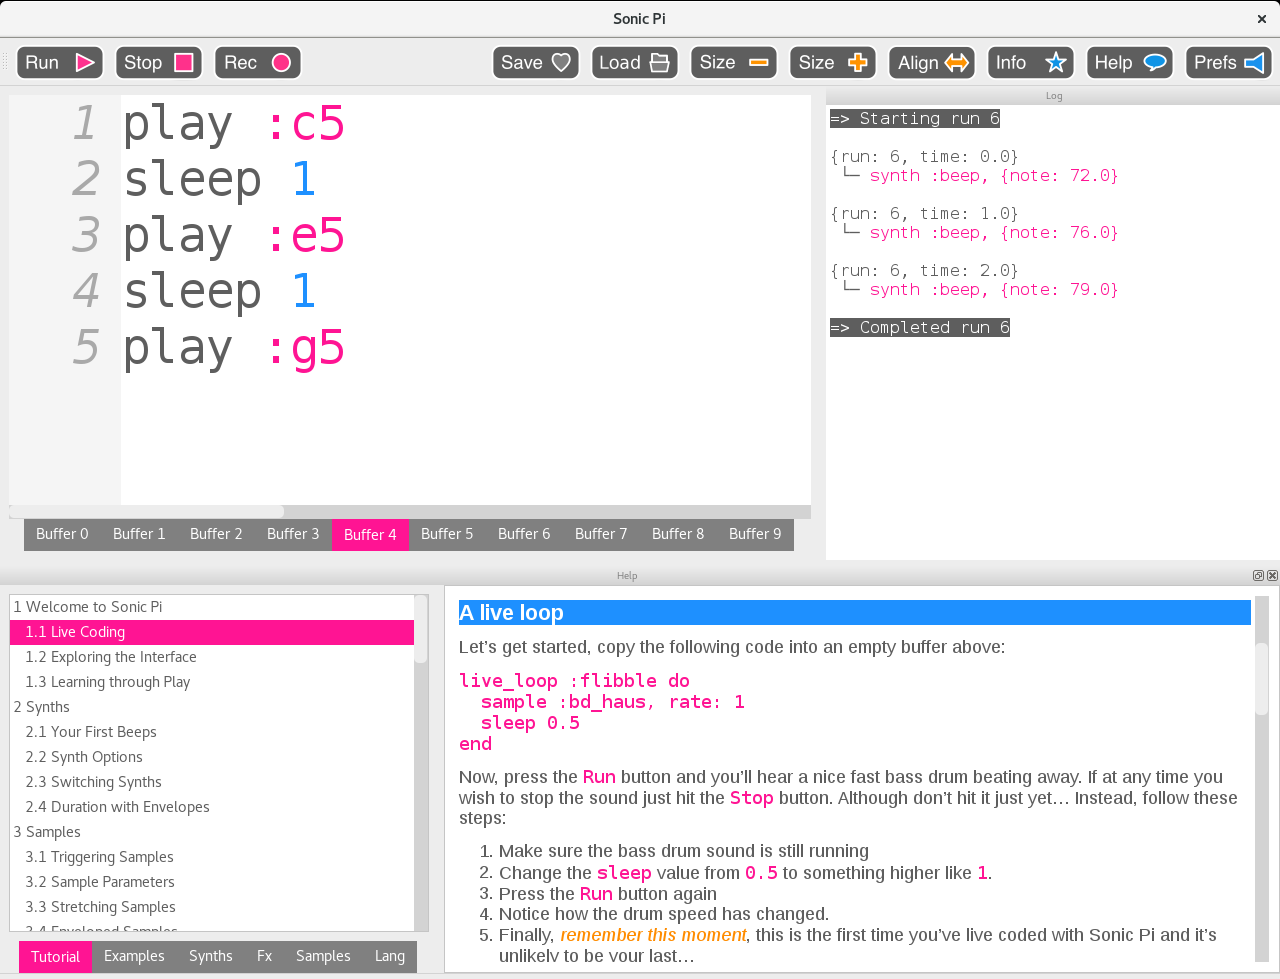 Sonic Pi
Run Stop Rec Save Load Size Size Align Info Help Prefs
1 play :c5
2 sleep 1
3 play :e5
4 sleep 1
5 play :g5
Buffer 0 Buffer 1 Buffer 2 Buffer 3 Buffer 4 Buffer 5 Buffer 6 Buffer 7 Buffer 8 Buffer 9
Log
=> Starting run 6
{run: 6, time: 0.0}
└─ synth :beep, {note: 72.0}
{run: 6, time: 1.0}
└─ synth :beep, {note: 76.0}
{run: 6, time: 2.0}
└─ synth :beep, {note: 79.0}
=> Completed run 6
Help
1 Welcome to Sonic Pi
1.1 Live Coding
1.2 Exploring the Interface
1.3 Learning through Play
2 Synths
2.1 Your First Beeps
2.2 Synth Options
2.3 Switching Synths
2.4 Duration with Envelopes
3 Samples
3.1 Triggering Samples
3.2 Sample Parameters
3.3 Stretching Samples
3.4 Enveloped Samples
Tutorial Examples Synths Fx Samples Lang
A live loop
Let’s get started, copy the following code into an empty buffer above:
live_loop :flibble do
  sample :bd_haus, rate: 1
  sleep 0.5
end
Now, press the Run button and you’ll hear a nice fast bass drum beating away. If at any time you
wish to stop the sound just hit the Stop button. Although don’t hit it just yet… Instead, follow these
steps:
1. Make sure the bass drum sound is still running
2. Change the sleep value from 0.5 to something higher like 1.
3. Press the Run button again
4. Notice how the drum speed has changed.
5. Finally, remember this moment, this is the first time you’ve live coded with Sonic Pi and it’s
unlikely to be your last…